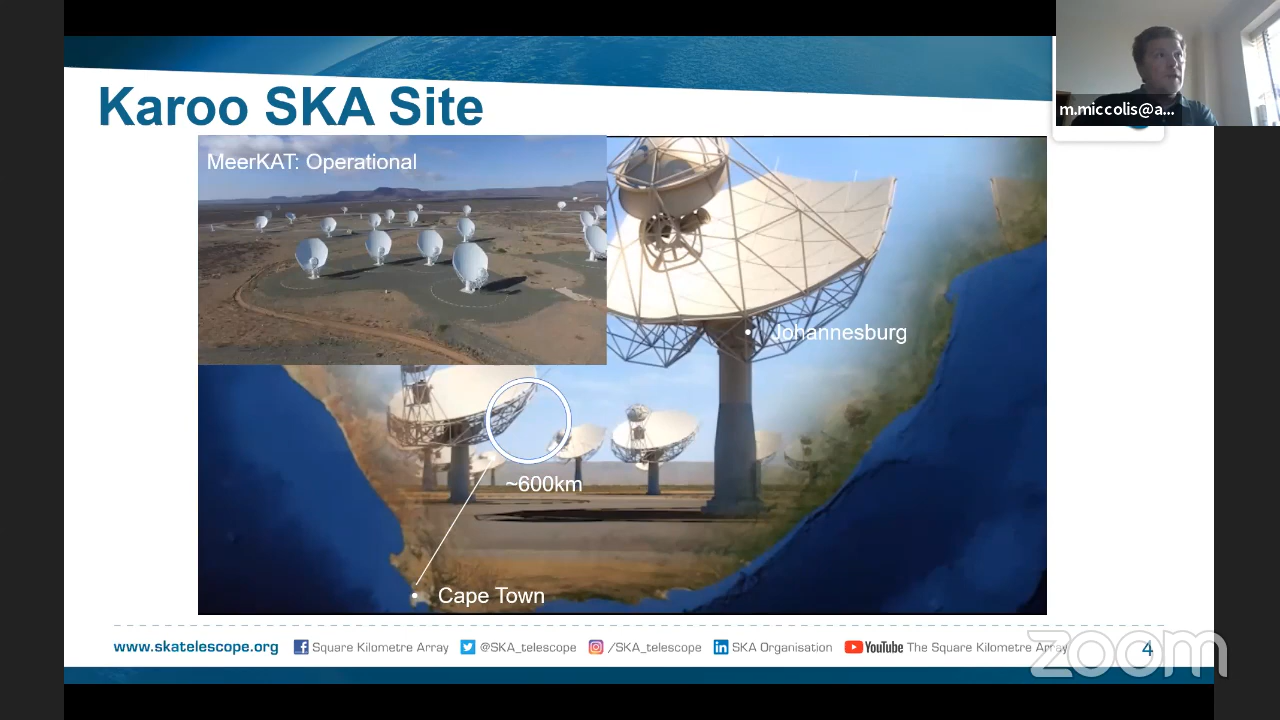 Karoo SKA Site
m.miccolis@a...
MeerKAT: Operational
• Johannesburg
~600km
• Cape Town
www.skatelescope.org Square Kilometre Array @SKA_telescope /SKA_telescope SKA Organisation YouTube The Square Kilometre Array 4
zoom